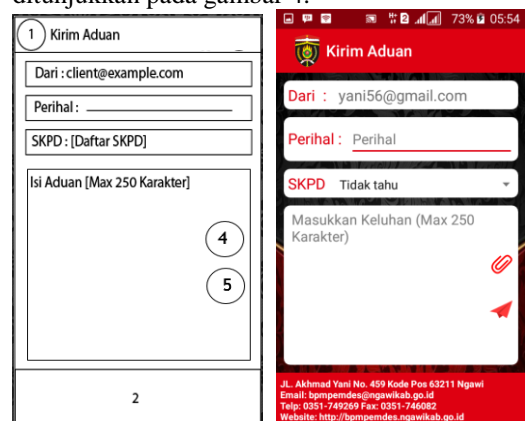 ditunjukkan pada gambar 4.
1 Kirim Aduan
Dari : client@example.com
Perihal :
SKPD : [Daftar SKPD]
Isi Aduan [Max 250 Karakter]
4
5
2
73% 05:54
Kirim Aduan
Dari : yani56@gmail.com
Perihal : Perihal
SKPD Tidak tahu
Masukkan Keluhan (Max 250
Karakter)
JL. Akhmad Yani No. 459 Kode Pos 63211 Ngawi
Email: bpmpemdes@ngawikab.go.id
Telp: 0351-749269 Fax: 0351-746082
Website: http://bpmpemdes.ngawikab.go.id